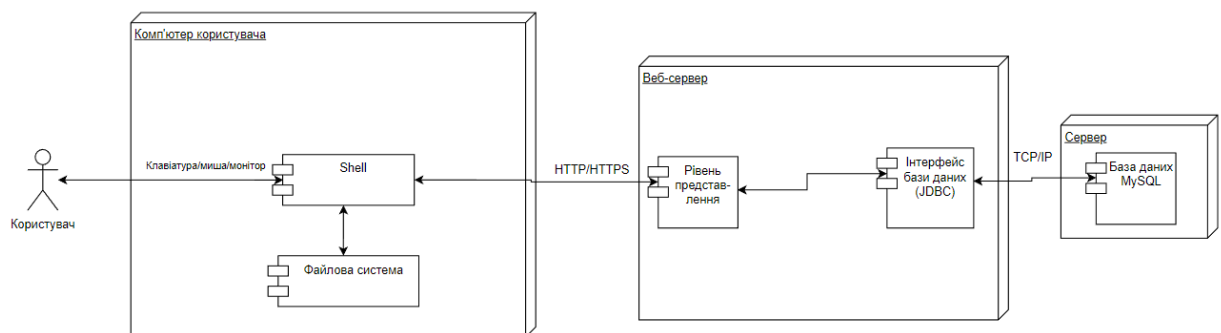 Комп'ютер користувача
Веб-сервер
Сервер
Клавіатура/миша/монітор
Shell
HTTP/HTTPS
Рівень
представ-
лення
Інтерфейс
бази даних
(JDBC)
TCP/IP
База даних
MySQL
Користувач
Файлова система